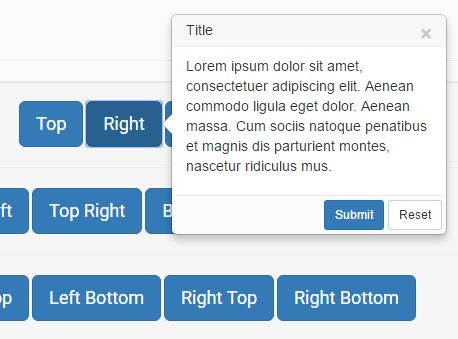 Title ×
Lorem ipsum dolor sit amet,
consectetuer adipiscing elit. Aenean
commodo ligula eget dolor. Aenean
massa. Cum sociis natoque penatibus
et magnis dis parturient montes,
nascetur ridiculus mus.
Submit Reset
Top Right
Top Right
Left Bottom Right Top Right Bottom